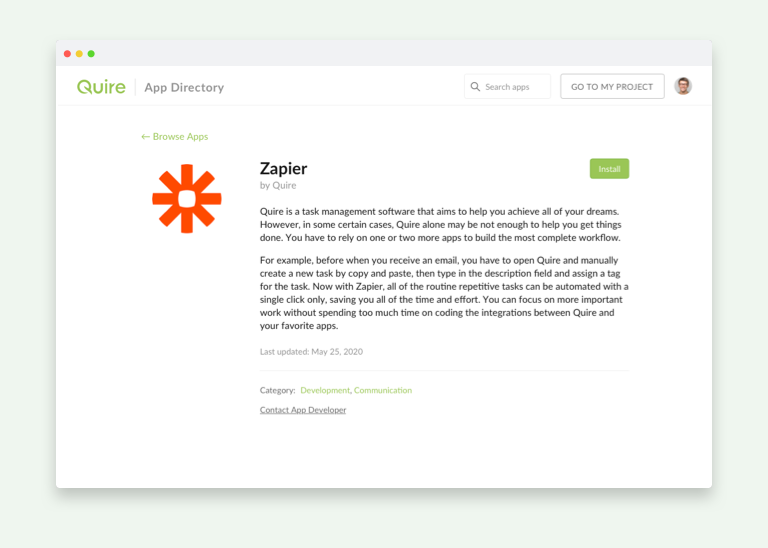 Quire
App Directory
Search apps
GO TO MY PROJECT
← Browse Apps
Zapier
Install
by Quire
Quire is a task management software that aims to help you achieve all of your dreams.
However, in some certain cases, Quire alone may be not enough to help you get things
done. You have to rely on one or two more apps to build the most complete workflow.
For example, before when you receive an email, you have to open Quire and manually
create a new task by copy and paste, then type in the description field and assign a tag
for the task. Now with Zapier, all of the routine repetitive tasks can be automated with a
single click only, saving you all of the time and effort. You can focus on more important
work without spending too much time on coding the integrations between Quire and
your favorite apps.
Last updated: May 25, 2020
Category: Development, Communication
Contact App Developer